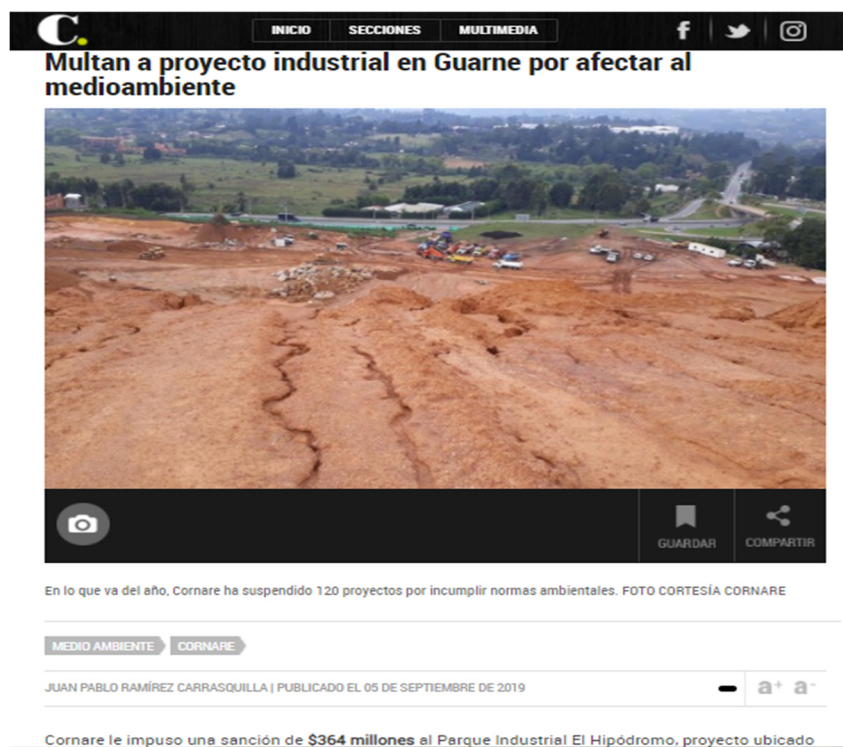 C.
INICIO SECCIONES MULTIMEDIA
Multan a proyecto industrial en Guarne por afectar al
medioambiente
GUARDAR COMPARTIR
En lo que va del año, Cornare ha suspendido 120 proyectos por incumplir normas ambientales. FOTO CORTESÍA CORNARE
MEDIO AMBIENTE CORNARE
JUAN PABLO RAMÍREZ CARRASQUILLA | PUBLICADO EL 05 DE SEPTIEMBRE DE 2019
a+ a-
Cornare le impuso una sanción de $364 millones al Parque Industrial El Hipódromo, proyecto ubicado